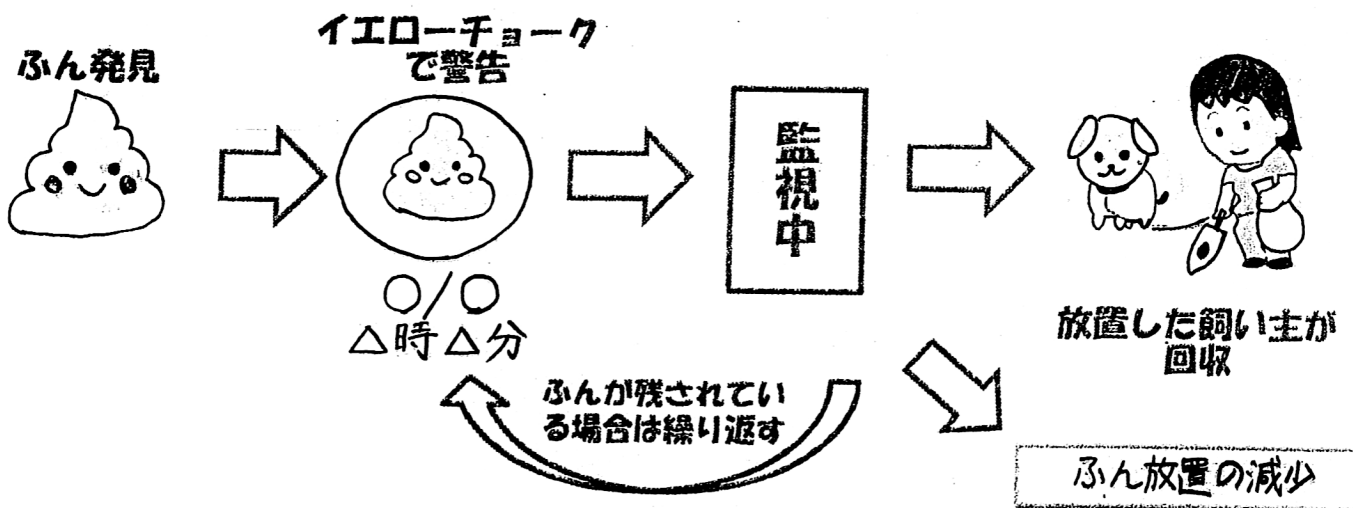 ふん発見
イエローチョーク
で警告
○/○
△時△分
監視中
放置した飼い主が
回収
ふんが残されてい
る場合は繰り返す
ふん放置の減少